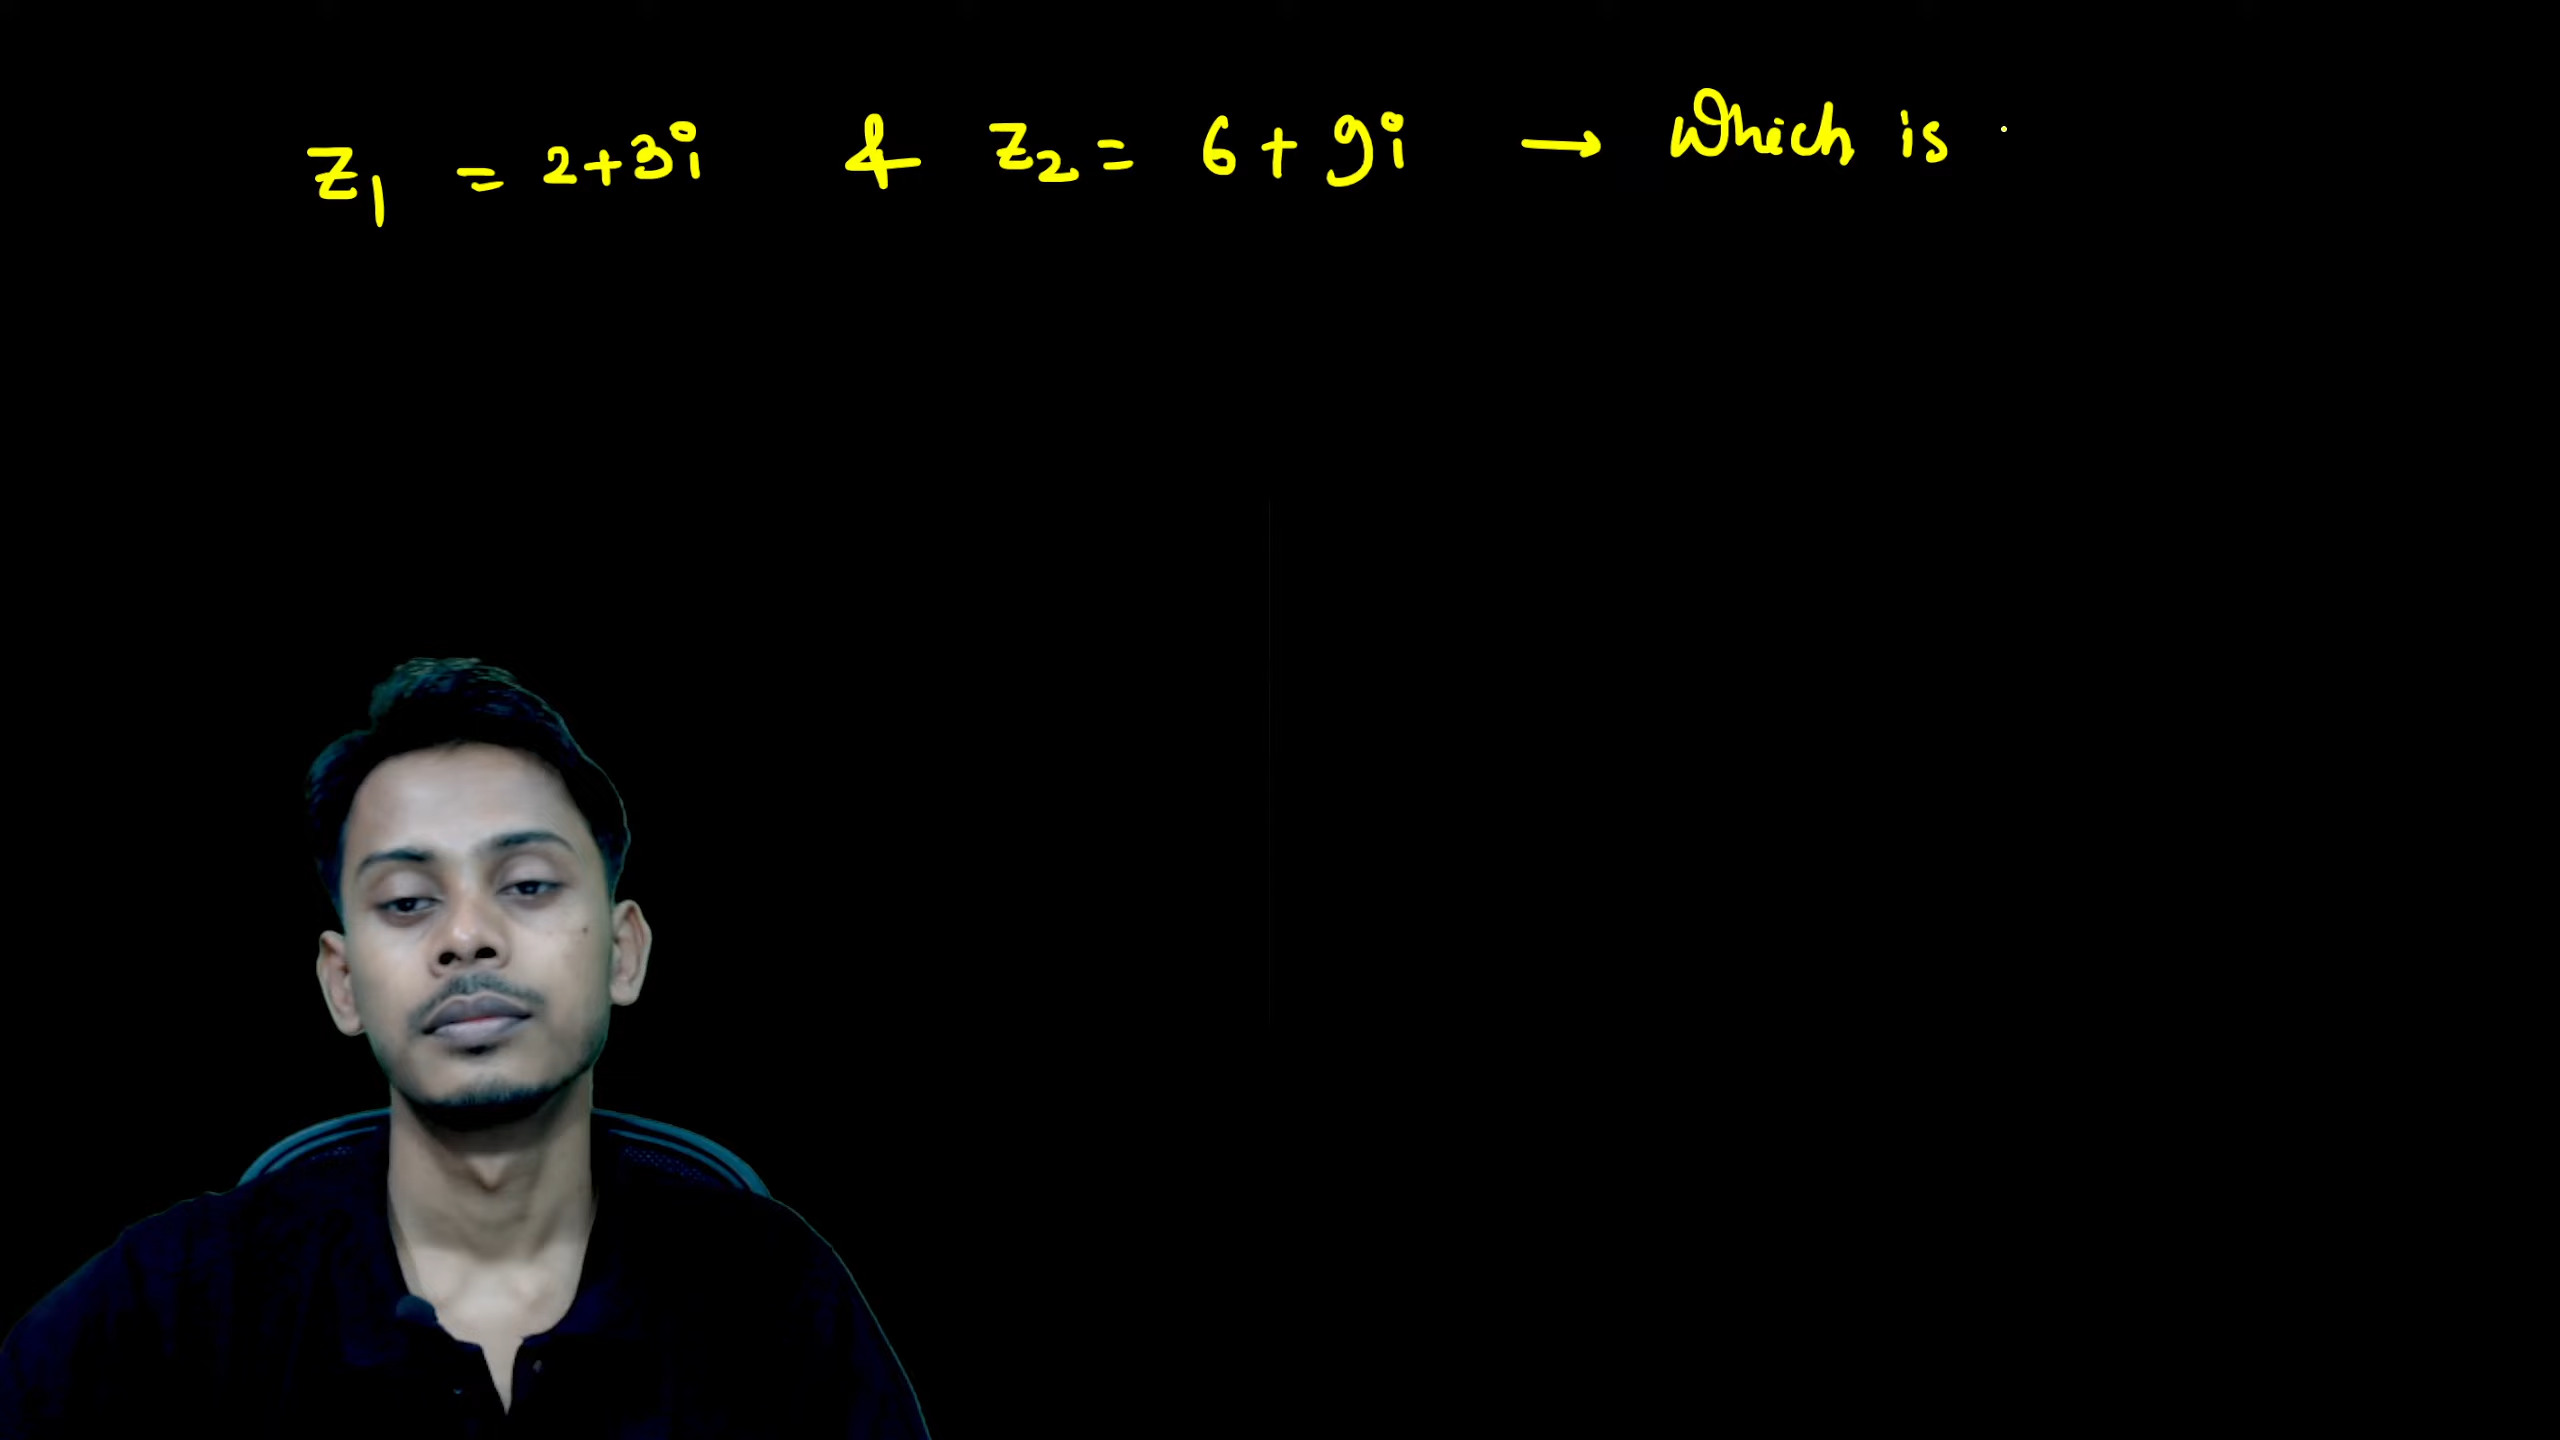 z₁ = 2+3i & z₂ = 6+9i → Which is